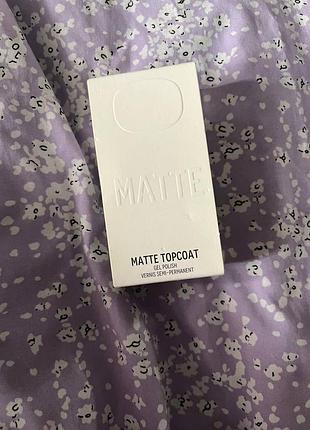 MATTE
MATTE TOPCOAT
GEL POLISH
VERNIS SEMI-PERMANENT